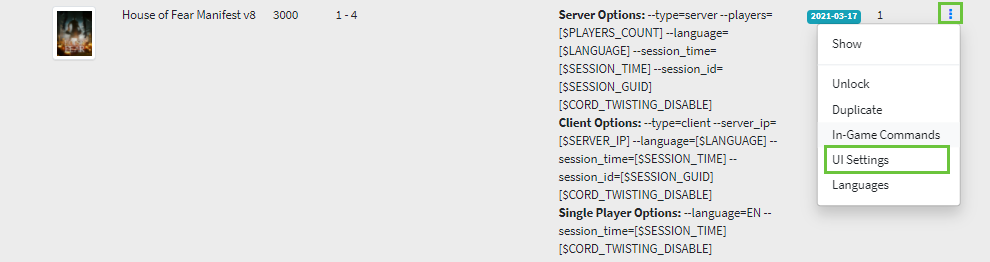 House of Fear Manifest v8
3000
1 - 4
Server Options: --type=server --players=
[$PLAYERS_COUNT] --language=
[$LANGUAGE] --session_time=
[$SESSION_TIME] --session_id=
[$SESSION_GUID]
[$CORD_TWISTING_DISABLE]
Client Options: --type=client --server_ip=
[$SERVER_IP] --language=[$LANGUAGE] --
session_time=[$SESSION_TIME] --
session_id=[$SESSION_GUID]
[$CORD_TWISTING_DISABLE]
Single Player Options: --language=EN --
session_time=[$SESSION_TIME]
[$CORD_TWISTING_DISABLE]
2021-03-17
1
Show
Unlock
Duplicate
In-Game Commands
UI Settings
Languages